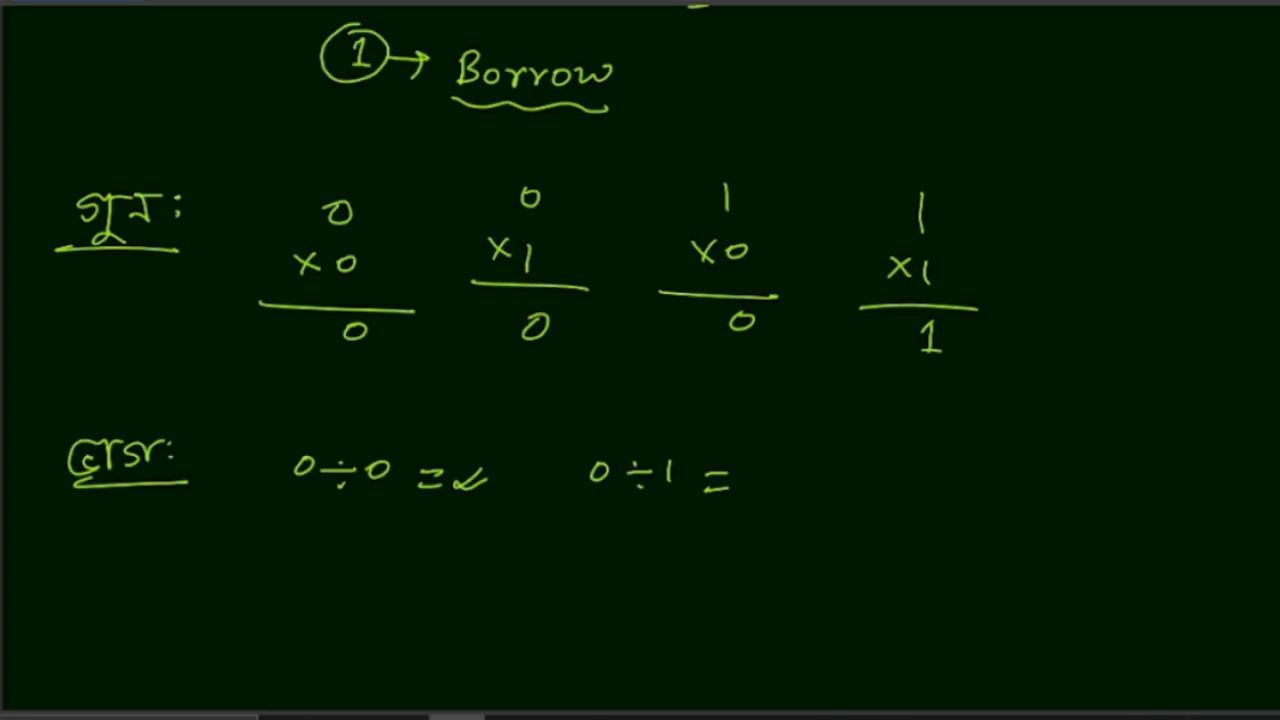 ① → Borrow
গুন: 0 0 1 1
×0 ×1 ×0 ×1
0 0 0 1
ভাগ: 0÷0 = ∝ 0÷1 =